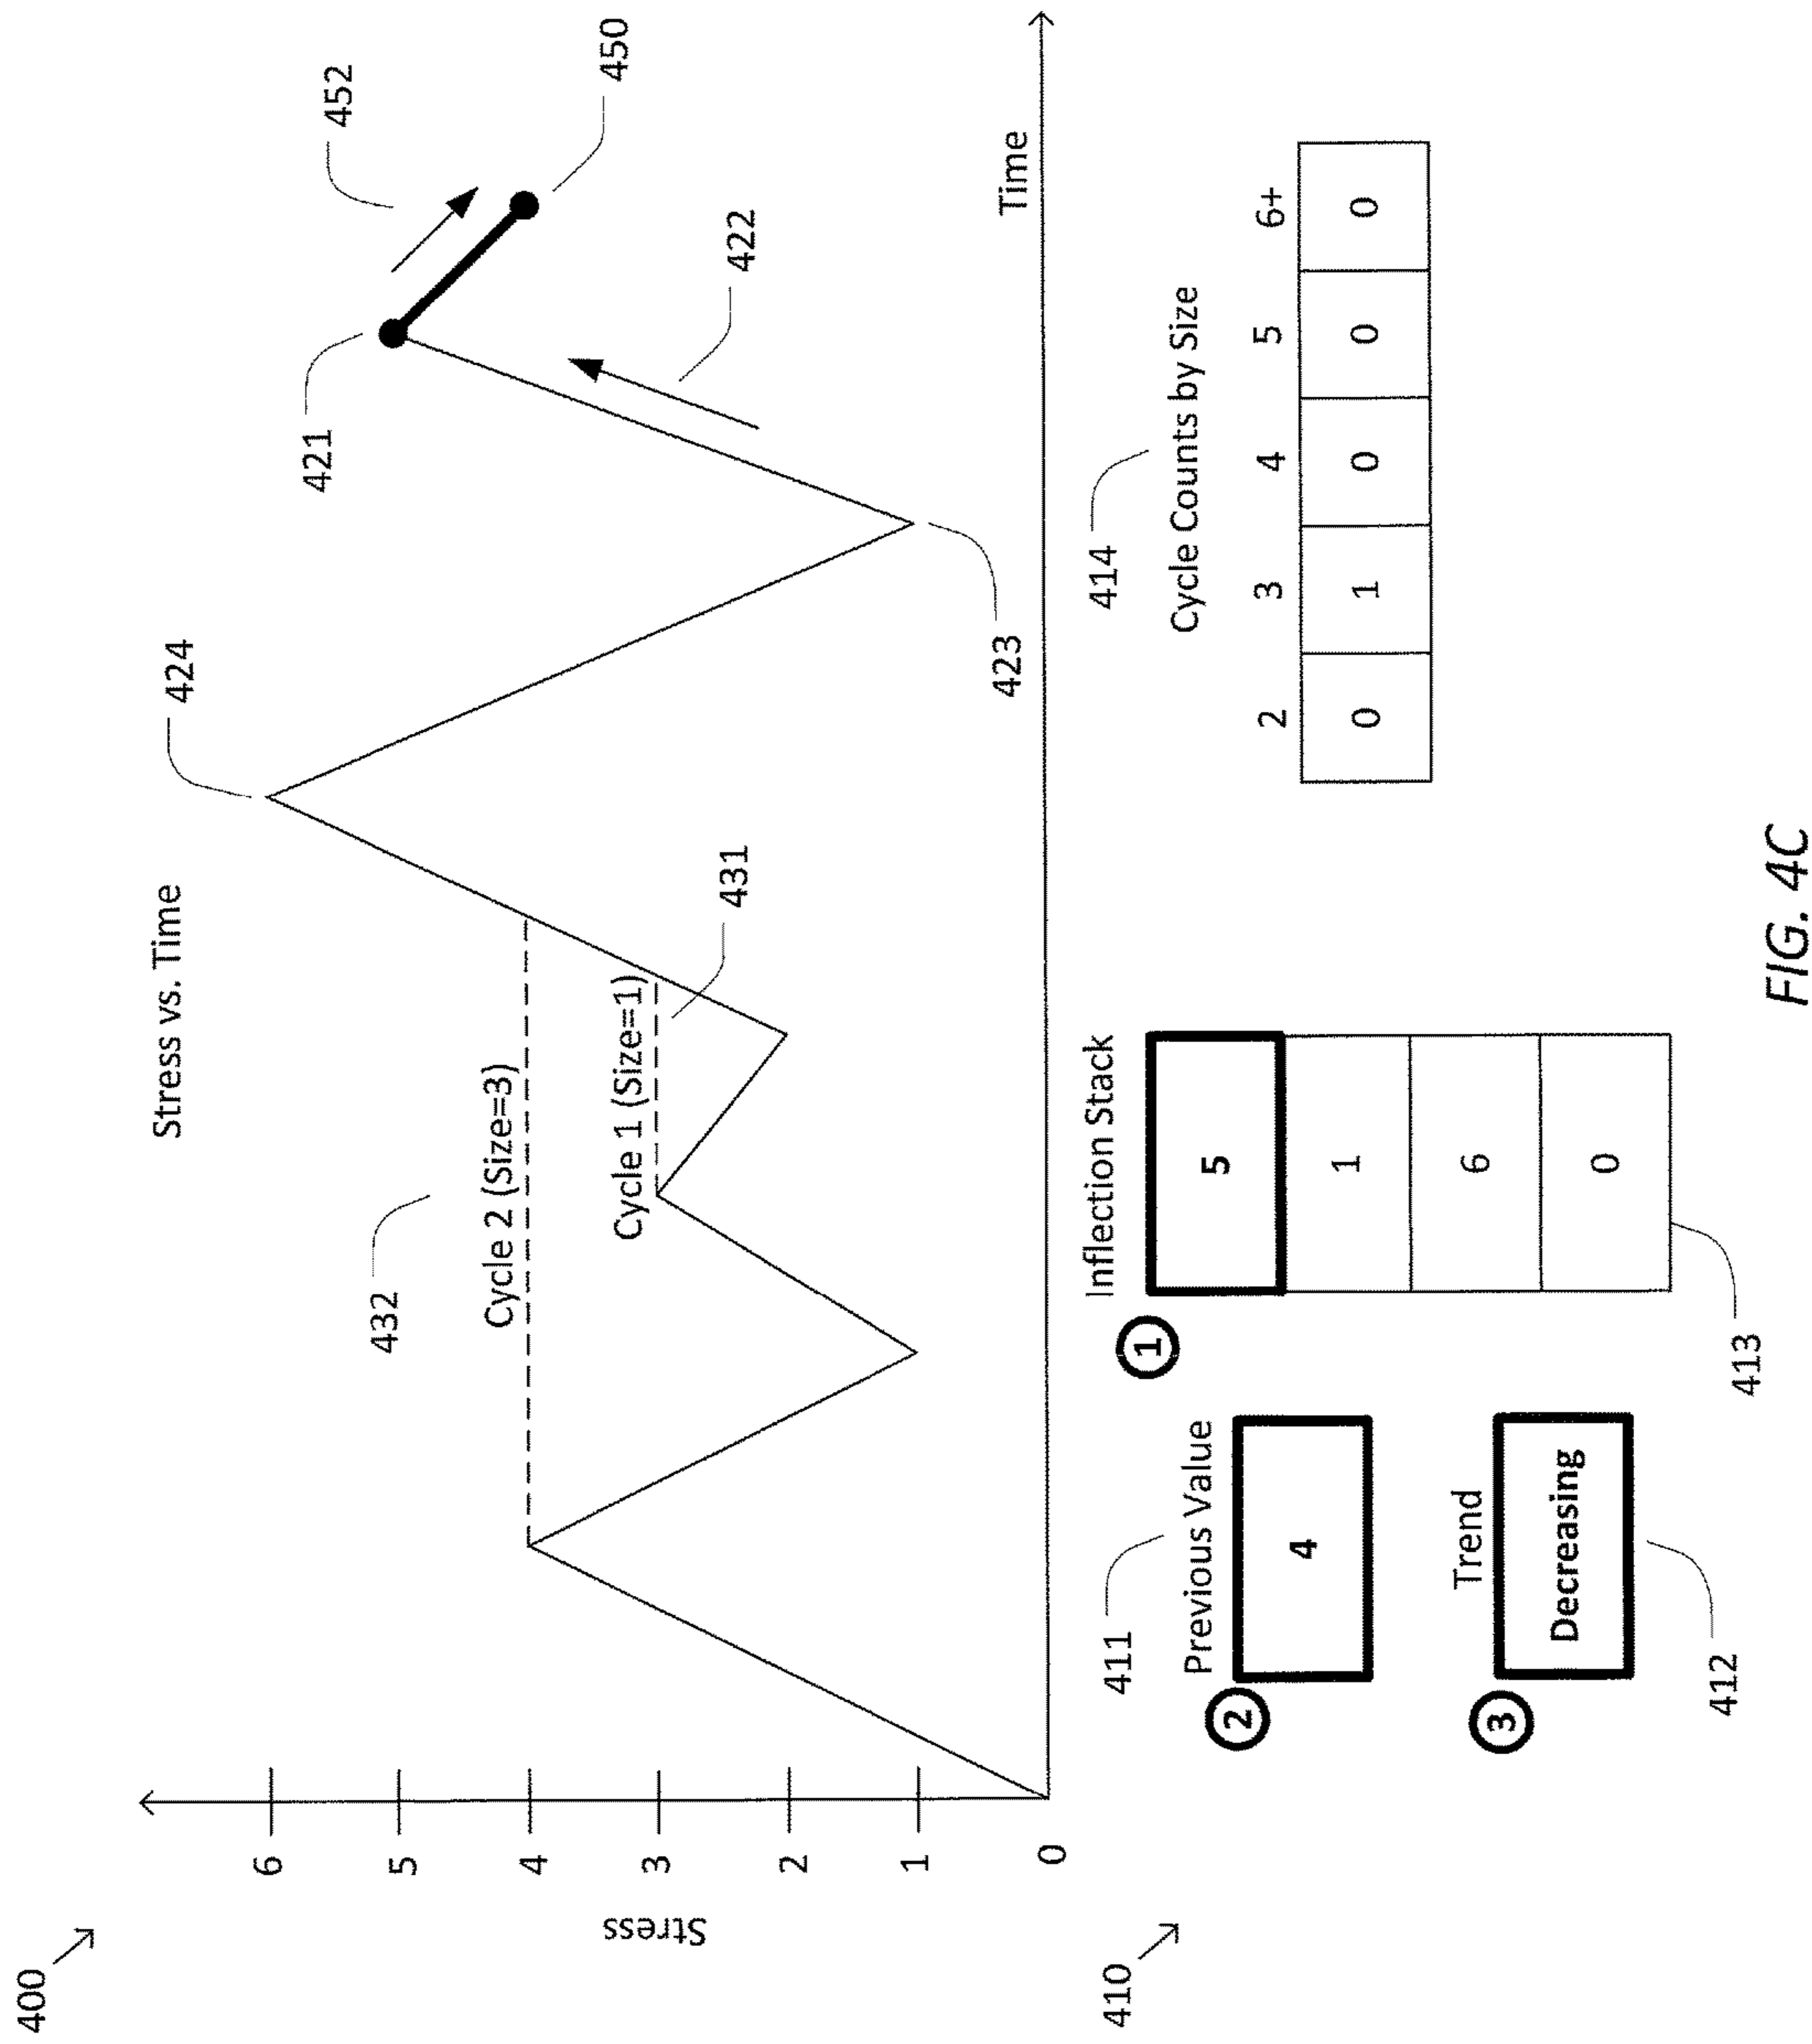 400
Stress vs. Time
424
421
452
450
432
Cycle 2 (Size=3)
Cycle 1 (Size=1)
431
422
423
6
5
4
3
2
1
0
Stress
Time
410
411
Previous Value
2
4
Trend
3
Decreasing
412
Inflection Stack
1
5
1
6
0
413
414
Cycle Counts by Size
2 3 4 5 6+
0 1 0 0 0
FIG. 4C